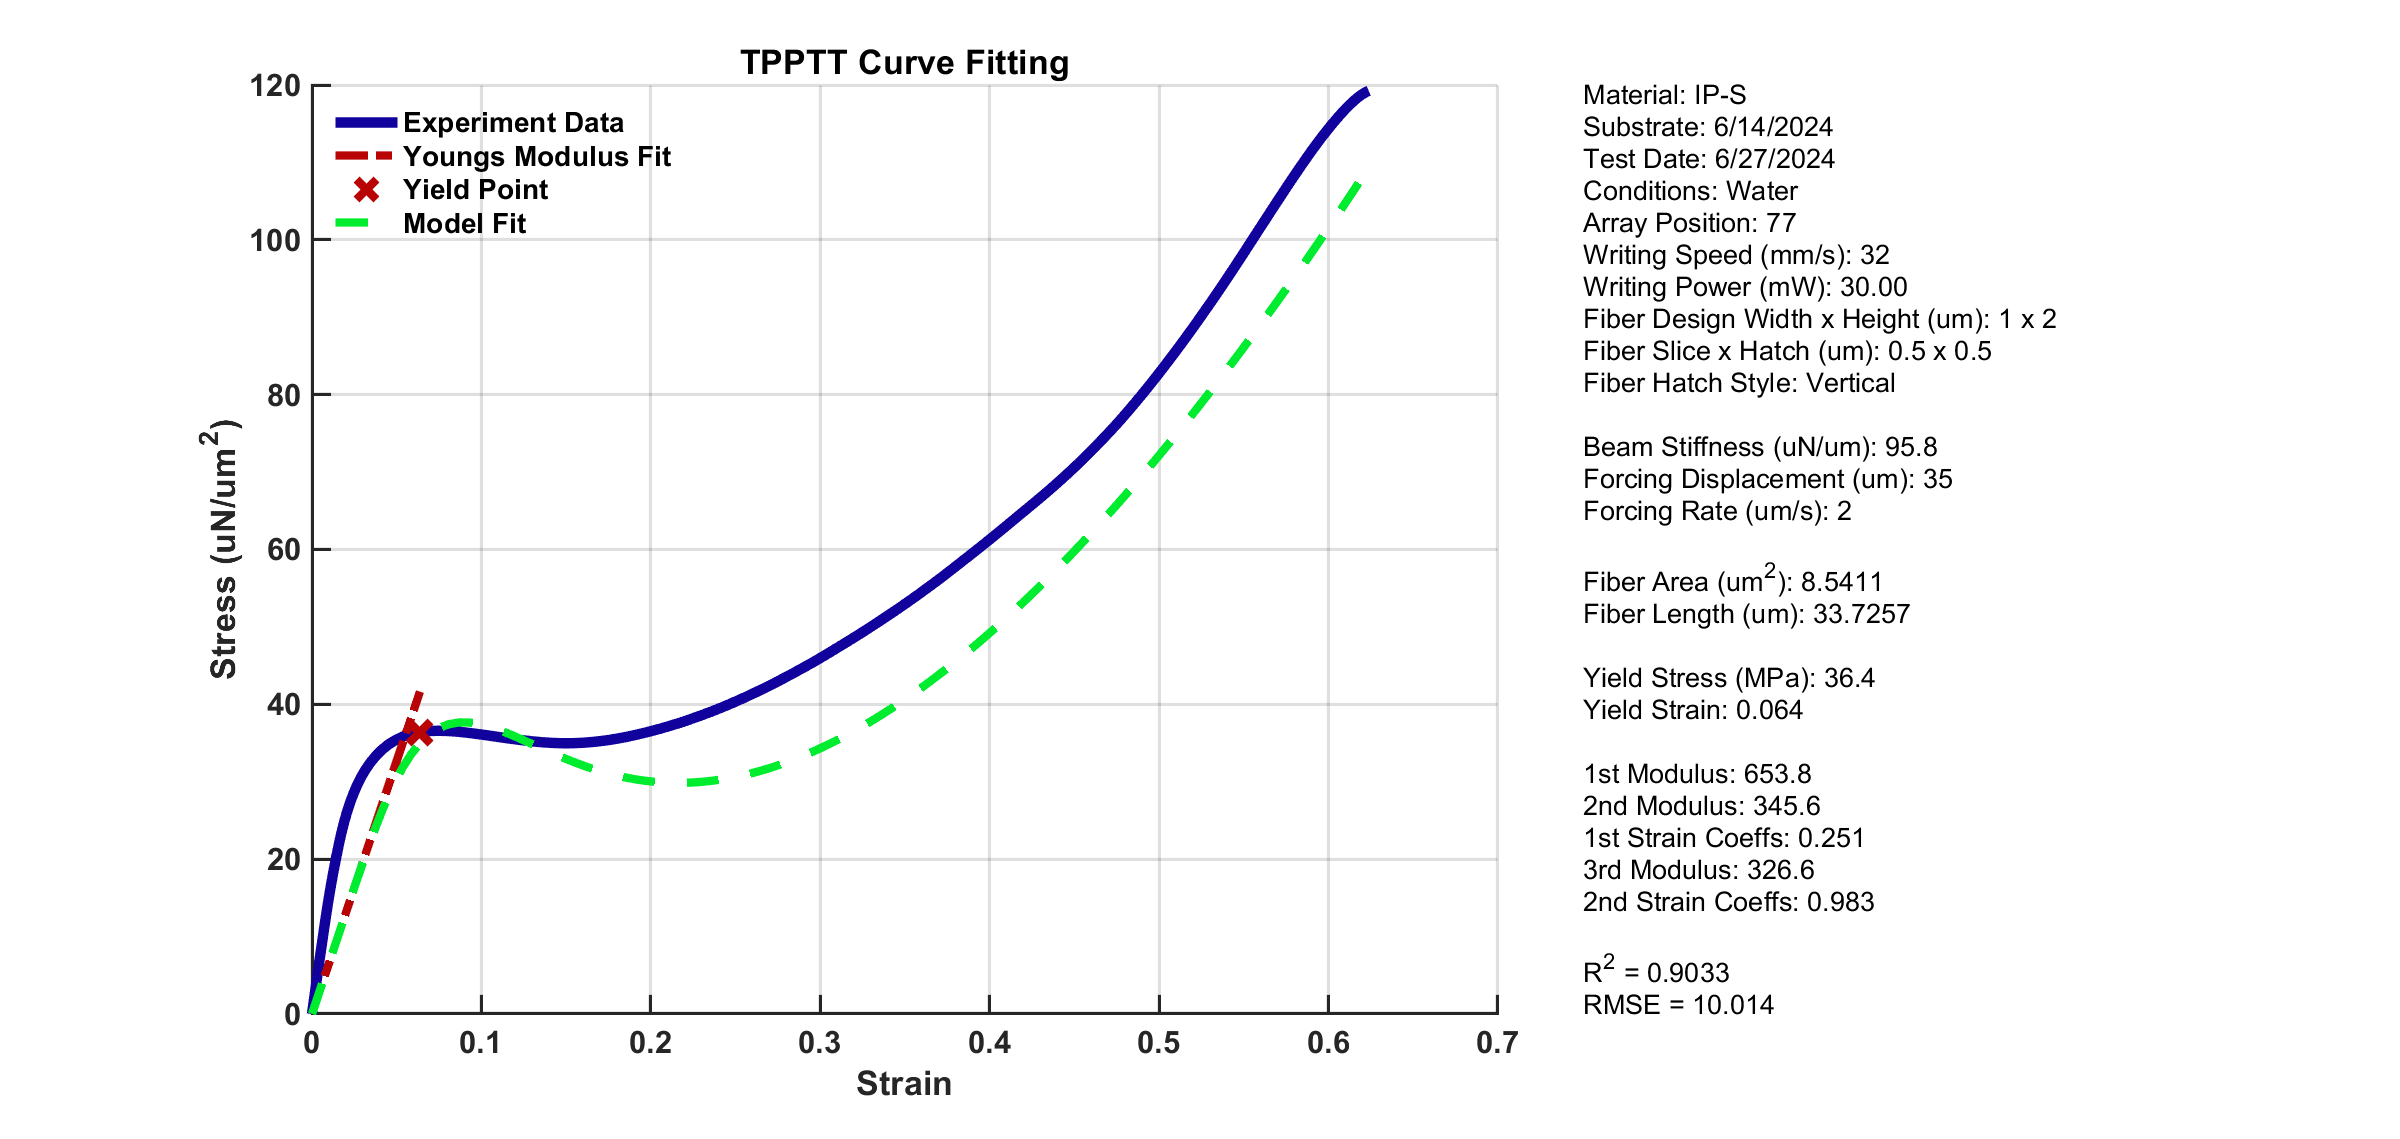 TPPTT Curve Fitting
120
100
80
60
40
20
0
Stress (uN/um2)
Experiment Data
Youngs Modulus Fit
Yield Point
Model Fit
0 0.1 0.2 0.3 0.4 0.5 0.6 0.7
Strain
Material: IP-S
Substrate: 6/14/2024
Test Date: 6/27/2024
Conditions: Water
Array Position: 77
Writing Speed (mm/s): 32
Writing Power (mW): 30.00
Fiber Design Width x Height (um): 1 x 2
Fiber Slice x Hatch (um): 0.5 x 0.5
Fiber Hatch Style: Vertical
Beam Stiffness (uN/um): 95.8
Forcing Displacement (um): 35
Forcing Rate (um/s): 2
Fiber Area (um2): 8.5411
Fiber Length (um): 33.7257
Yield Stress (MPa): 36.4
Yield Strain: 0.064
1st Modulus: 653.8
2nd Modulus: 345.6
1st Strain Coeffs: 0.251
3rd Modulus: 326.6
2nd Strain Coeffs: 0.983
R2 = 0.9033
RMSE = 10.014